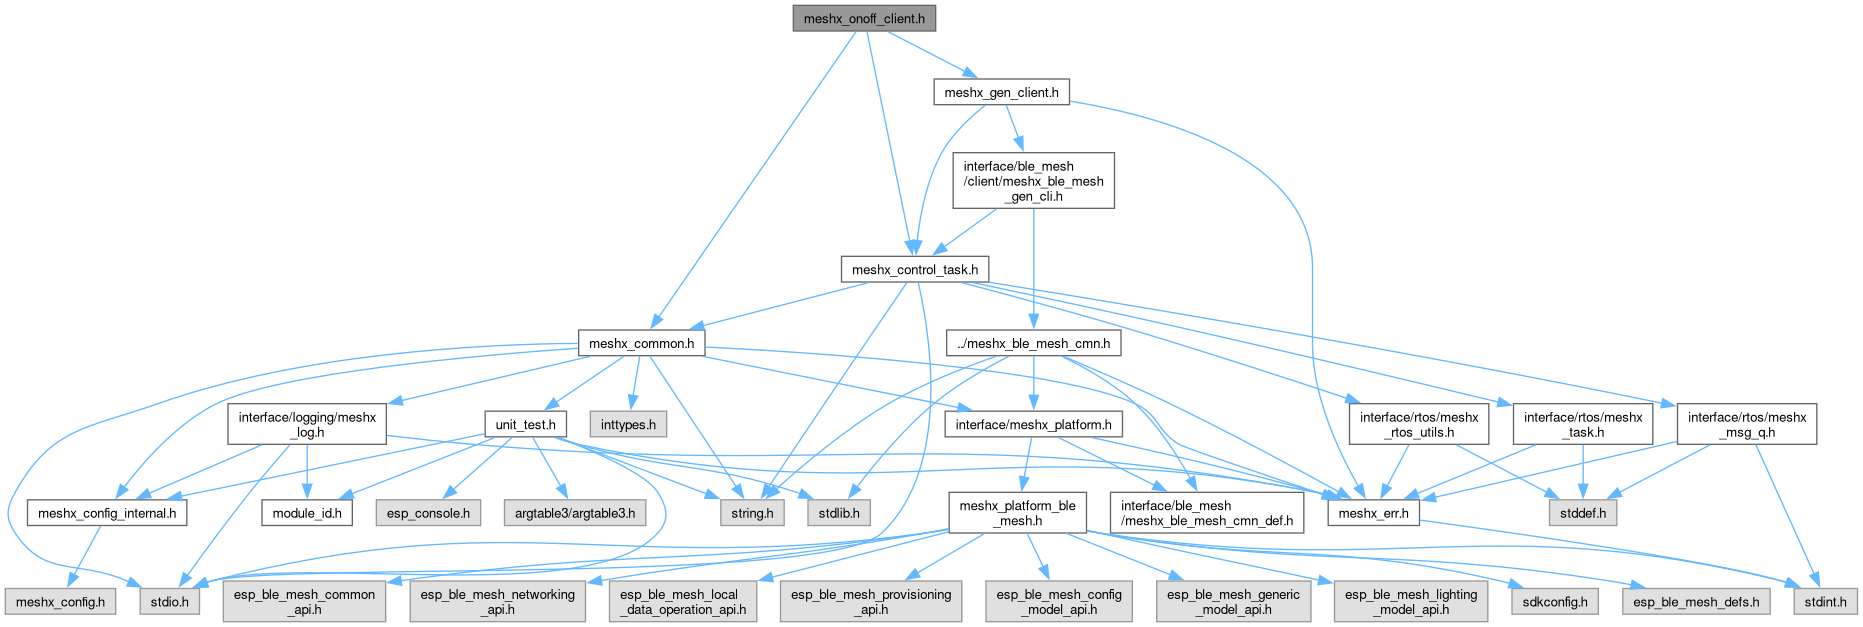 meshx_onoff_client.h
meshx_gen_client.h
interface/ble_mesh
/client/meshx_ble_mesh
_gen_cli.h
meshx_control_task.h
meshx_common.h
../meshx_ble_mesh_cmn.h
interface/logging/meshx
_log.h
unit_test.h
inttypes.h
interface/meshx_platform.h
interface/rtos/meshx
_rtos_utils.h
interface/rtos/meshx
_task.h
interface/rtos/meshx
_msg_q.h
meshx_config_internal.h
module_id.h
esp_console.h
argtable3/argtable3.h
string.h
stdlib.h
meshx_platform_ble
_mesh.h
interface/ble_mesh
/meshx_ble_mesh_cmn_def.h
meshx_err.h
stddef.h
meshx_config.h
stdio.h
esp_ble_mesh_common
_api.h
esp_ble_mesh_networking
_api.h
esp_ble_mesh_local
_data_operation_api.h
esp_ble_mesh_provisioning
_api.h
esp_ble_mesh_config
_model_api.h
esp_ble_mesh_generic
_model_api.h
esp_ble_mesh_lighting
_model_api.h
sdkconfig.h
esp_ble_mesh_defs.h
stdint.h